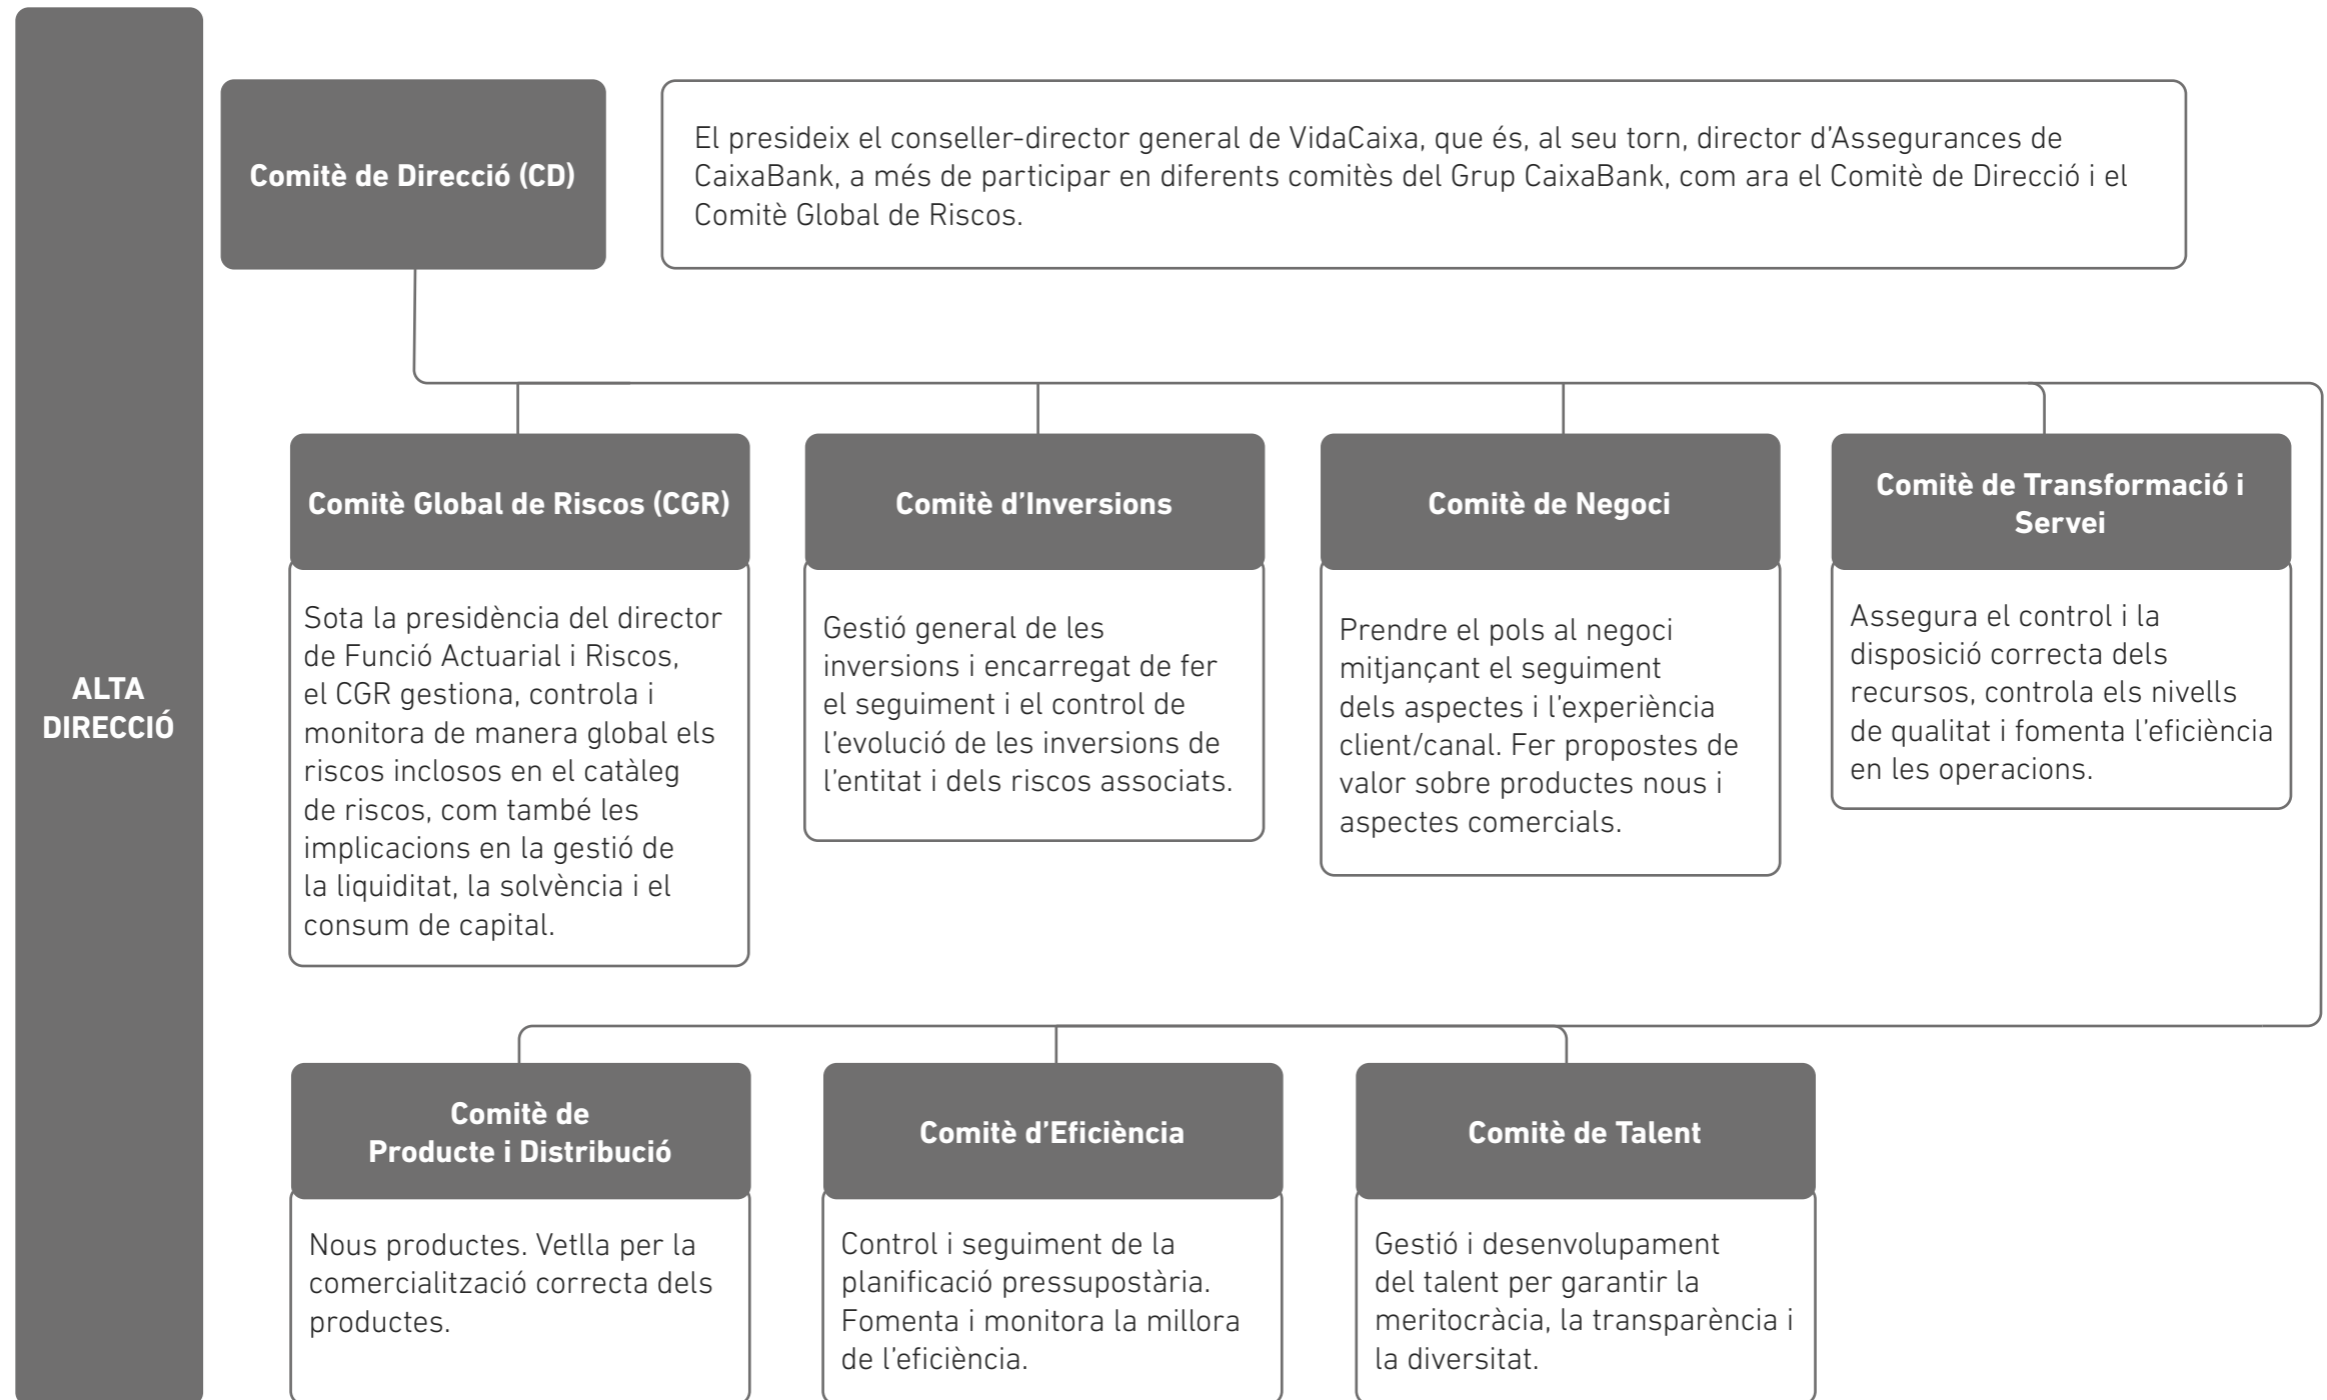 ALTA
DIRECCIÓ
Comitè de Direcció (CD)
El presideix el conseller-director general de VidaCaixa, que és, al seu torn, director d’Assegurances de
CaixaBank, a més de participar en diferents comitès del Grup CaixaBank, com ara el Comitè de Direcció i el
Comitè Global de Riscos.
Comitè Global de Riscos (CGR)
Sota la presidència del director
de Funció Actuarial i Riscos,
el CGR gestiona, controla i
monitora de manera global els
riscos inclosos en el catàleg
de riscos, com també les
implicacions en la gestió de
la liquiditat, la solvència i el
consum de capital.
Comitè d’Inversions
Gestió general de les
inversions i encarregat de fer
el seguiment i el control de
l’evolució de les inversions de
l’entitat i dels riscos associats.
Comitè de Negoci
Prendre el pols al negoci
mitjançant el seguiment
dels aspectes i l’experiència
client/canal. Fer propostes de
valor sobre productes nous i
aspectes comercials.
Comitè de Transformació i
Servei
Assegura el control i la
disposició correcta dels
recursos, controla els nivells
de qualitat i fomenta l’eficiència
en les operacions.
Comitè de
Producte i Distribució
Nous productes. Vetlla per la
comercialització correcta dels
productes.
Comitè d’Eficiència
Control i seguiment de la
planificació pressupostària.
Fomenta i monitora la millora
de l’eficiència.
Comitè de Talent
Gestió i desenvolupament
del talent per garantir la
meritocràcia, la transparència i
la diversitat.